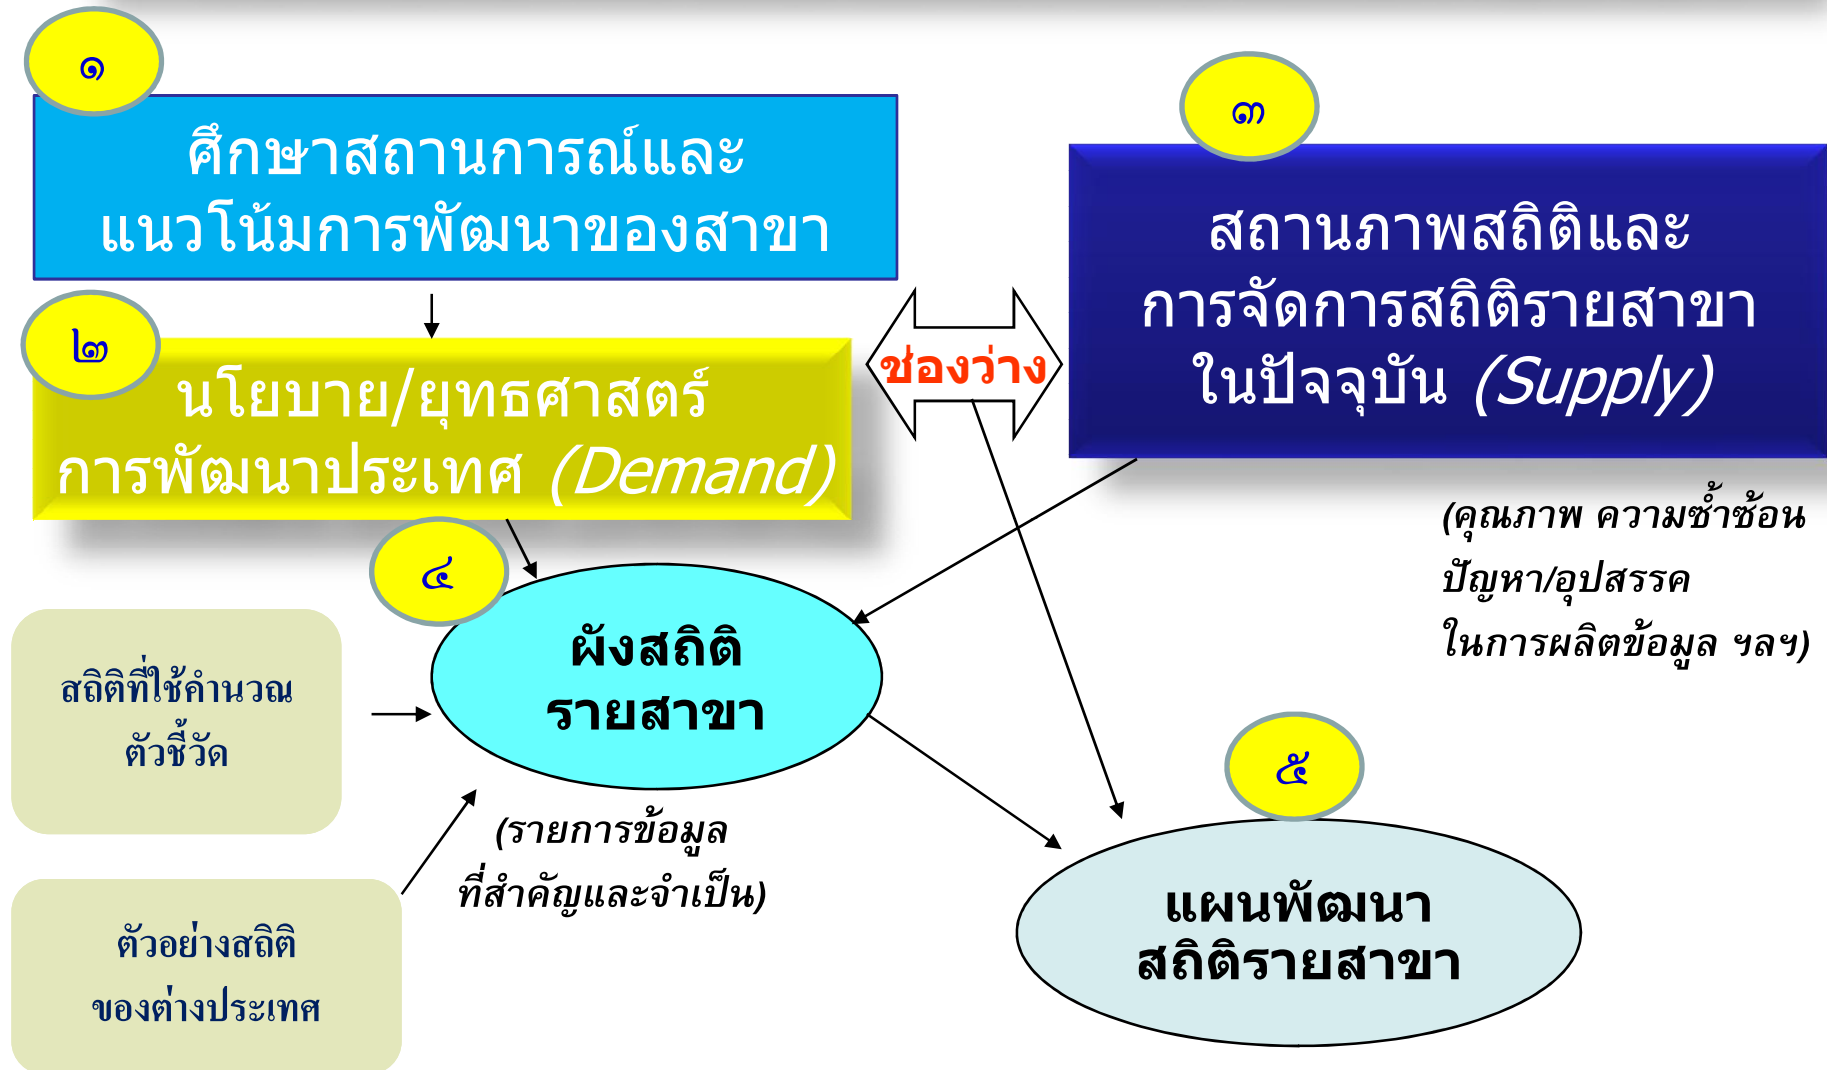 ๑
ศึกษาสถานการณ์และ
แนวโน้มการพัฒนาของสาขา
๒
นโยบาย/ยุทธศาสตร์
การพัฒนาประเทศ (Demand)
ช่องว่าง
๓
สถานภาพสถิติและ
การจัดการสถิติรายสาขา
ในปัจจุบัน (Supply)
(คุณภาพ ความซ้ำซ้อน
ปัญหา/อุปสรรค
ในการผลิตข้อมูล ฯลฯ)
๔
ผังสถิติ
รายสาขา
(รายการข้อมูล
ที่สำคัญและจำเป็น)
สถิติที่ใช้คำนวณ
ตัวชี้วัด
ตัวอย่างสถิติ
ของต่างประเทศ
๕
แผนพัฒนา
สถิติรายสาขา